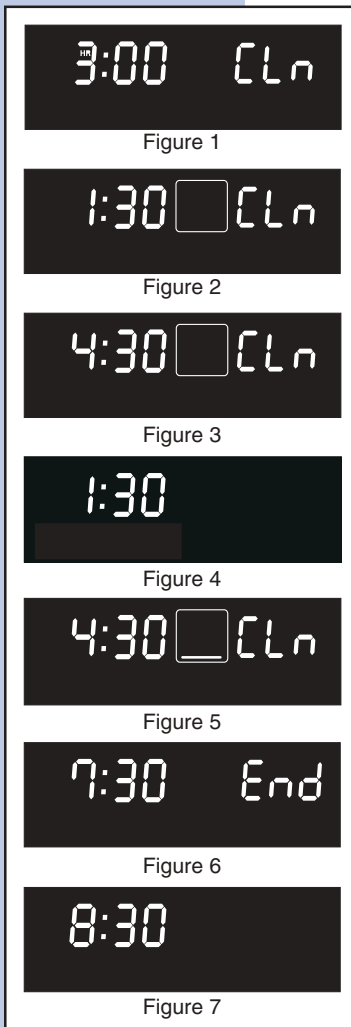 HR
3:00 CLn
Figure 1
1:30 CLn
Figure 2
4:30 CLn
Figure 3
1:30
Figure 4
4:30 CLn
Figure 5
7:30 End
Figure 6
8:30
Figure 7